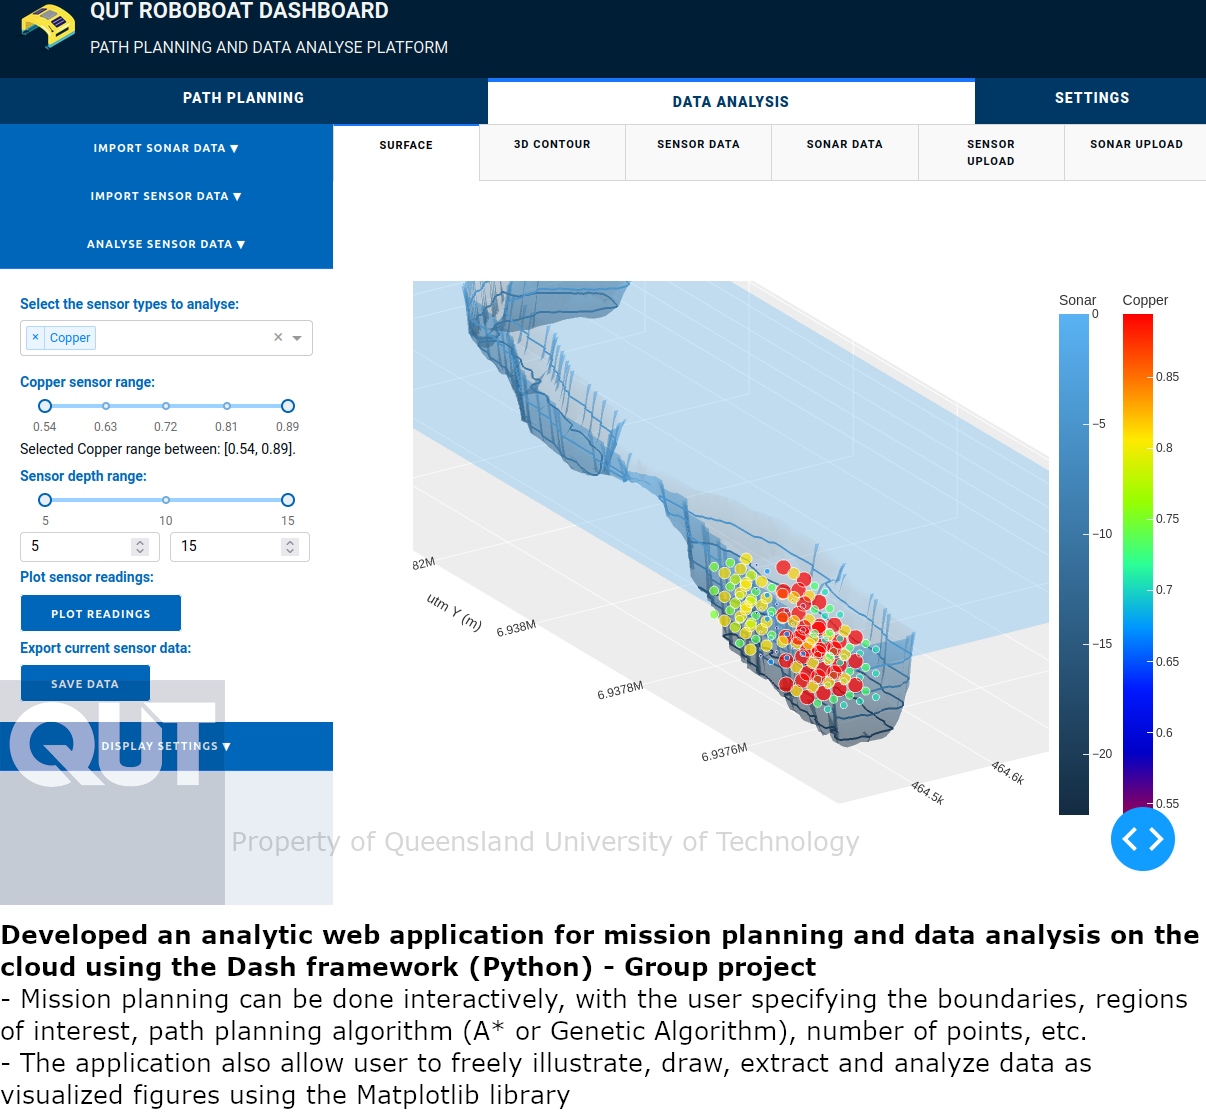 QUT ROBOBOAT DASHBOARD
PATH PLANNING AND DATA ANALYSE PLATFORM
PATH PLANNING
DATA ANALYSIS
SETTINGS
IMPORT SONAR DATA ▼
IMPORT SENSOR DATA ▼
ANALYSE SENSOR DATA ▼
SURFACE
3D CONTOUR
SENSOR DATA
SONAR DATA
SENSOR
UPLOAD
SONAR UPLOAD
Select the sensor types to analyse:
× Copper × 
Copper sensor range:
0.54 0.63 0.72 0.81 0.89
Selected Copper range between: [0.54, 0.89].
Sensor depth range:
5 10 15
5 15
Plot sensor readings:
PLOT READINGS
Export current sensor data:
SAVE DATA
QUT
DISPLAY SETTINGS ▼
82M
utm Y (m)
6.938M
6.9378M
6.9376M
464.5k
464.6k
Sonar
0
−5
−10
−15
−20
Copper
0.85
0.8
0.75
0.7
0.65
0.6
0.55
Property of Queensland University of Technology
Developed an analytic web application for mission planning and data analysis on the
cloud using the Dash framework (Python) - Group project
- Mission planning can be done interactively, with the user specifying the boundaries, regions
of interest, path planning algorithm (A* or Genetic Algorithm), number of points, etc.
- The application also allow user to freely illustrate, draw, extract and analyze data as
visualized figures using the Matplotlib library